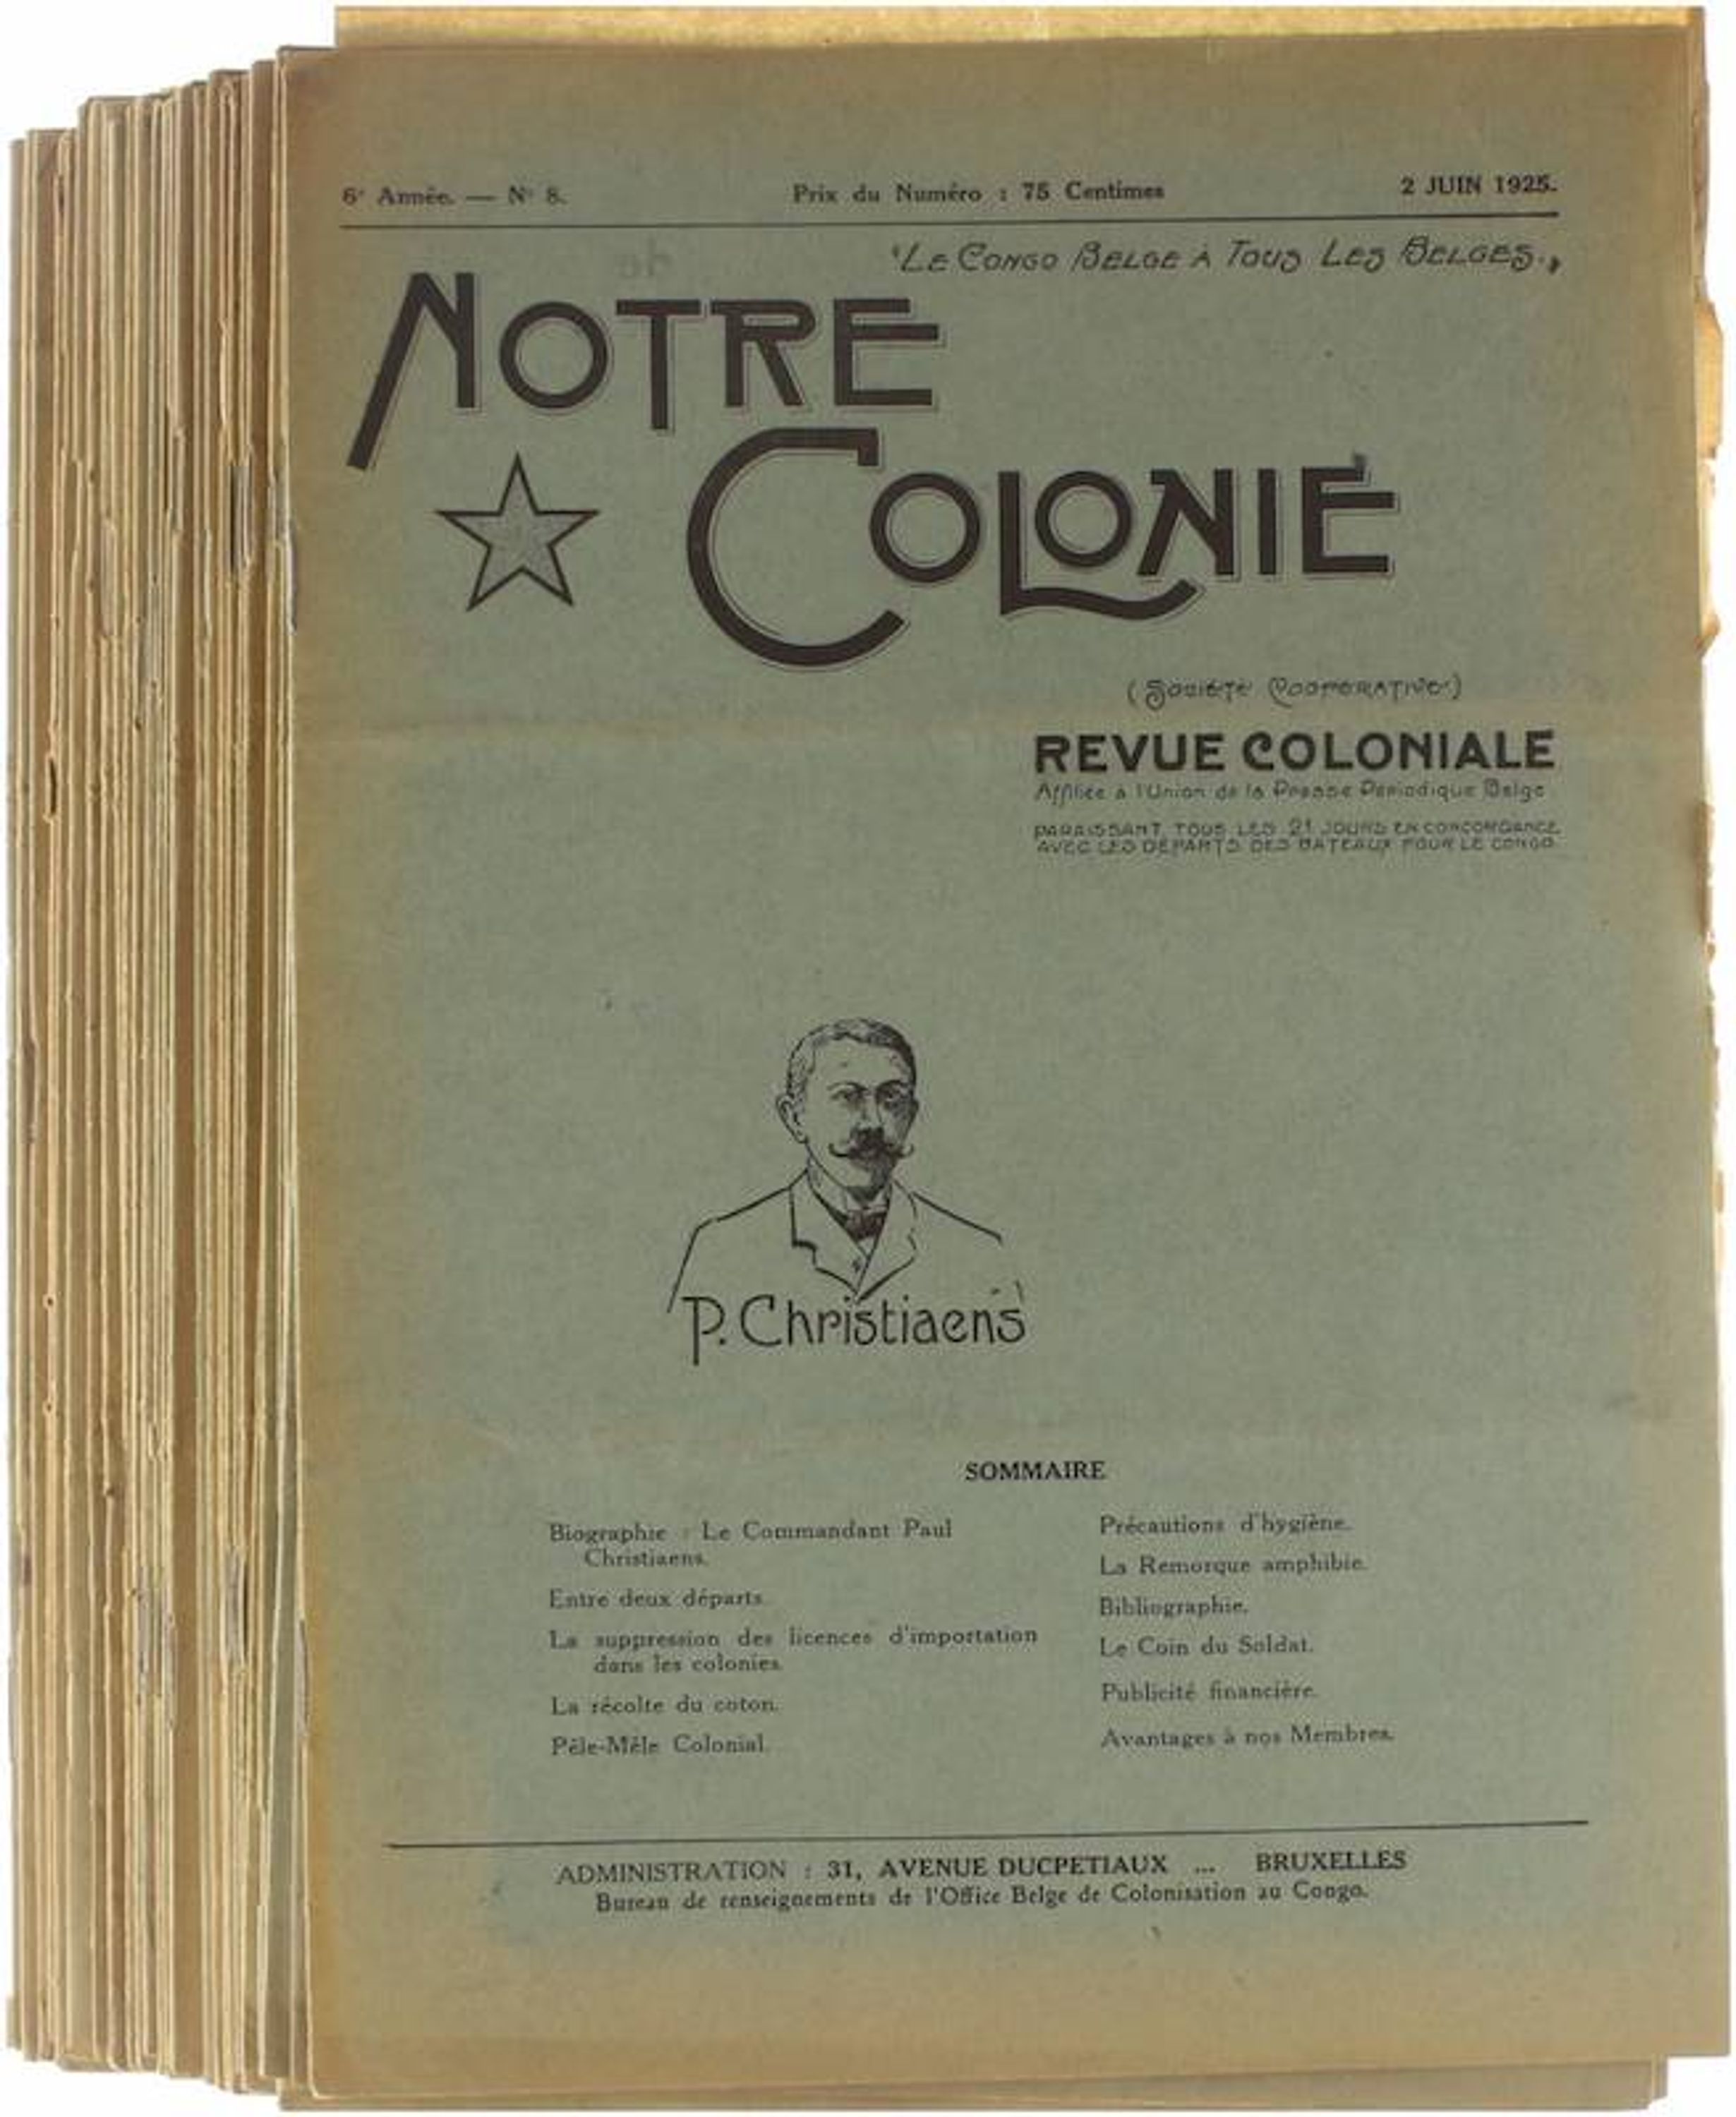 6e Année. — N° 8.
Prix du Numéro : 75 Centimes
2 JUIN 1925.
"LE CONGO BELGE À TOUS LES BELGES.„
NOTRE
COLONIE
(SOCIÉTÉ COOPÉRATIVE)
REVUE COLONIALE
Affiliée à l'Union de la Presse Périodique Belge
PARAISSANT TOUS LES 21 JOURS EN CONCORDANCE
AVEC LES DÉPARTS DES BATEAUX POUR LE CONGO
P. Christiaens
SOMMAIRE
Biographie : Le Commandant Paul
Christiaens.
Entre deux départs.
La suppression des licences d'importation
dans les colonies.
La récolte du coton.
Pêle-Mêle Colonial.
Précautions d'hygiène.
La Remorque amphibie.
Bibliographie.
Le Coin du Soldat.
Publicité financière.
Avantages à nos Membres.
ADMINISTRATION : 31, AVENUE DUCPETIAUX ... BRUXELLES
Bureau de renseignements de l'Office Belge de Colonisation au Congo.